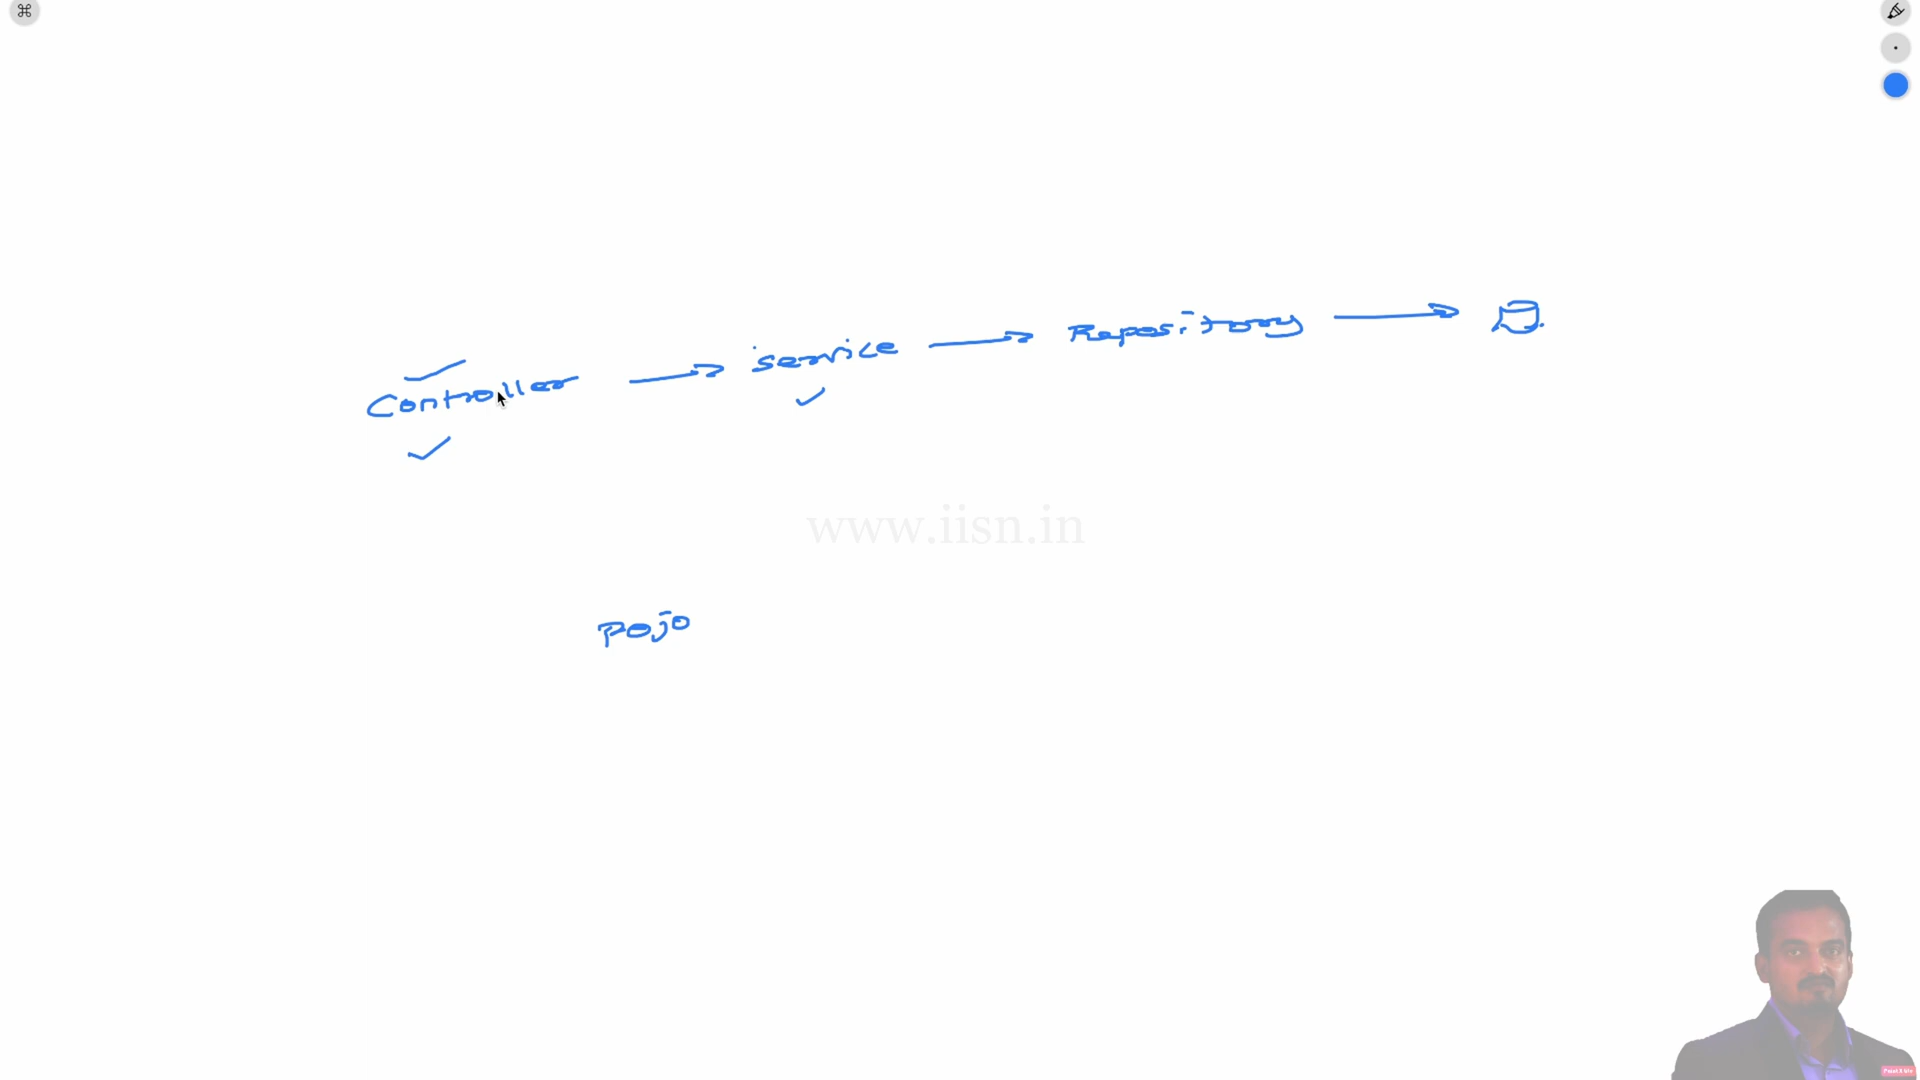 ⌘
Controller → service → Repository →
www.iisn.in
Pojo